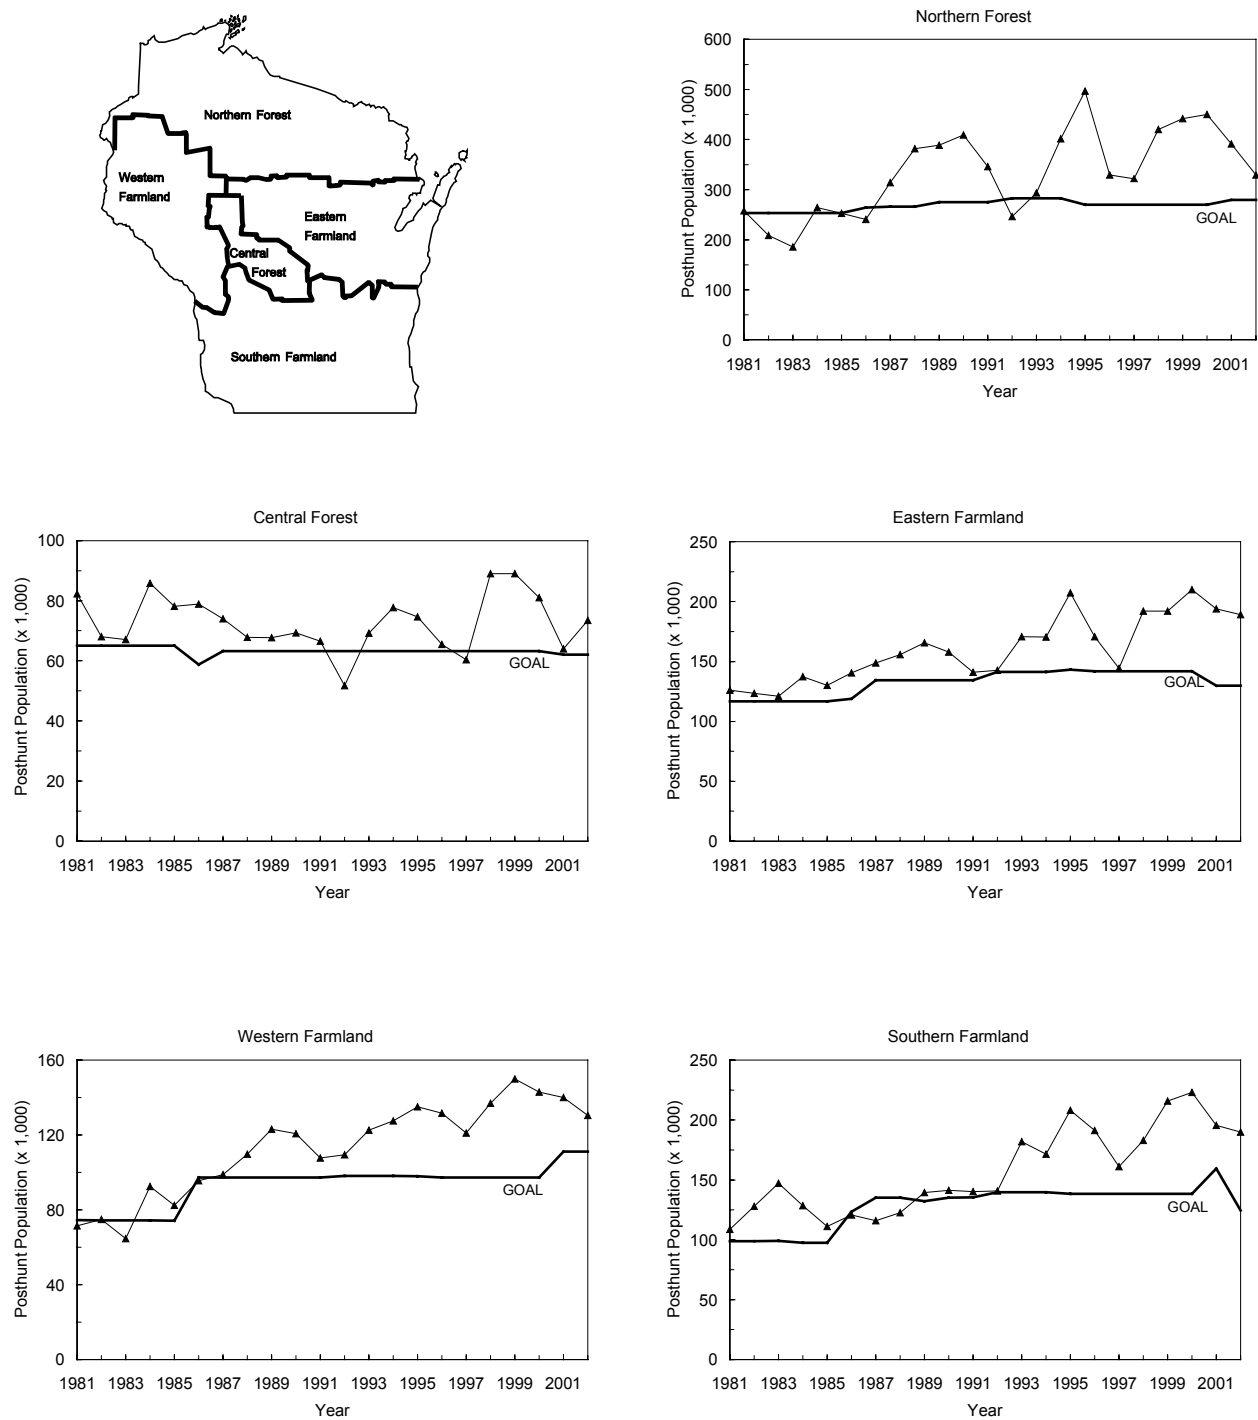 Northern Forest
Western
Farmland
Eastern
Farmland
Central
Forest
Southern Farmland
Northern Forest
Posthunt Population (x 1,000)
600
500
400
300
200
100
0
GOAL
1981 1983 1985 1987 1989 1991 1993 1995 1997 1999 2001
Year
Central Forest
Posthunt Population (x 1,000)
100
80
60
40
20
0
GOAL
1981 1983 1985 1987 1989 1991 1993 1995 1997 1999 2001
Year
Eastern Farmland
Posthunt Population (x 1,000)
250
200
150
100
50
0
GOAL
1981 1983 1985 1987 1989 1991 1993 1995 1997 1999 2001
Year
Western Farmland
Posthunt Population (x 1,000)
160
120
80
40
0
GOAL
1981 1983 1985 1987 1989 1991 1993 1995 1997 1999 2001
Year
Southern Farmland
Posthunt Population (x 1,000)
250
200
150
100
50
0
GOAL
1981 1983 1985 1987 1989 1991 1993 1995 1997 1999 2001
Year